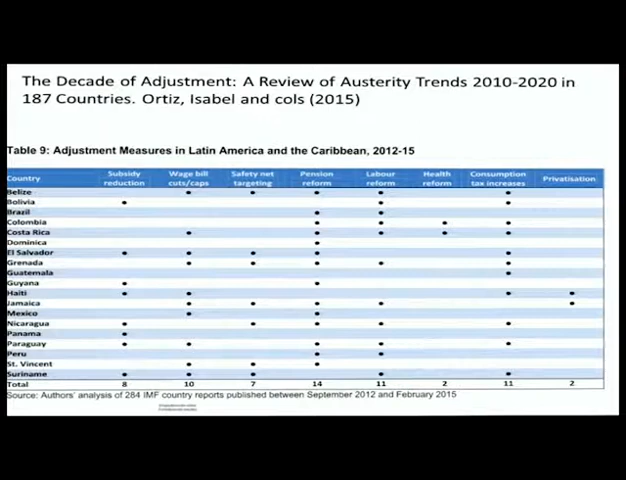 The Decade of Adjustment: A Review of Austerity Trends 2010-2020 in
187 Countries. Ortiz, Isabel and cols (2015)
Table 9: Adjustment Measures in Latin America and the Caribbean, 2012-15
Country Subsidy reduction Wage bill cuts/caps Safety net targeting Pension reform Labour reform Health reform Consumption tax increases Privatisation
Belize • • • • •
Bolivia • • •
Brazil • •
Colombia • • • •
Costa Rica • • • • •
Dominica •
El Salvador • • • • •
Grenada • • • • •
Guatemala •
Guyana • •
Haiti • • • •
Jamaica • • • • •
Mexico • •
Nicaragua • • • • •
Panama •
Paraguay • • • • •
Peru • •
St. Vincent • • •
Suriname • • • • •
Total 8 10 7 14 11 2 11 2
Source: Authors' analysis of 284 IMF country reports published between September 2012 and February 2015